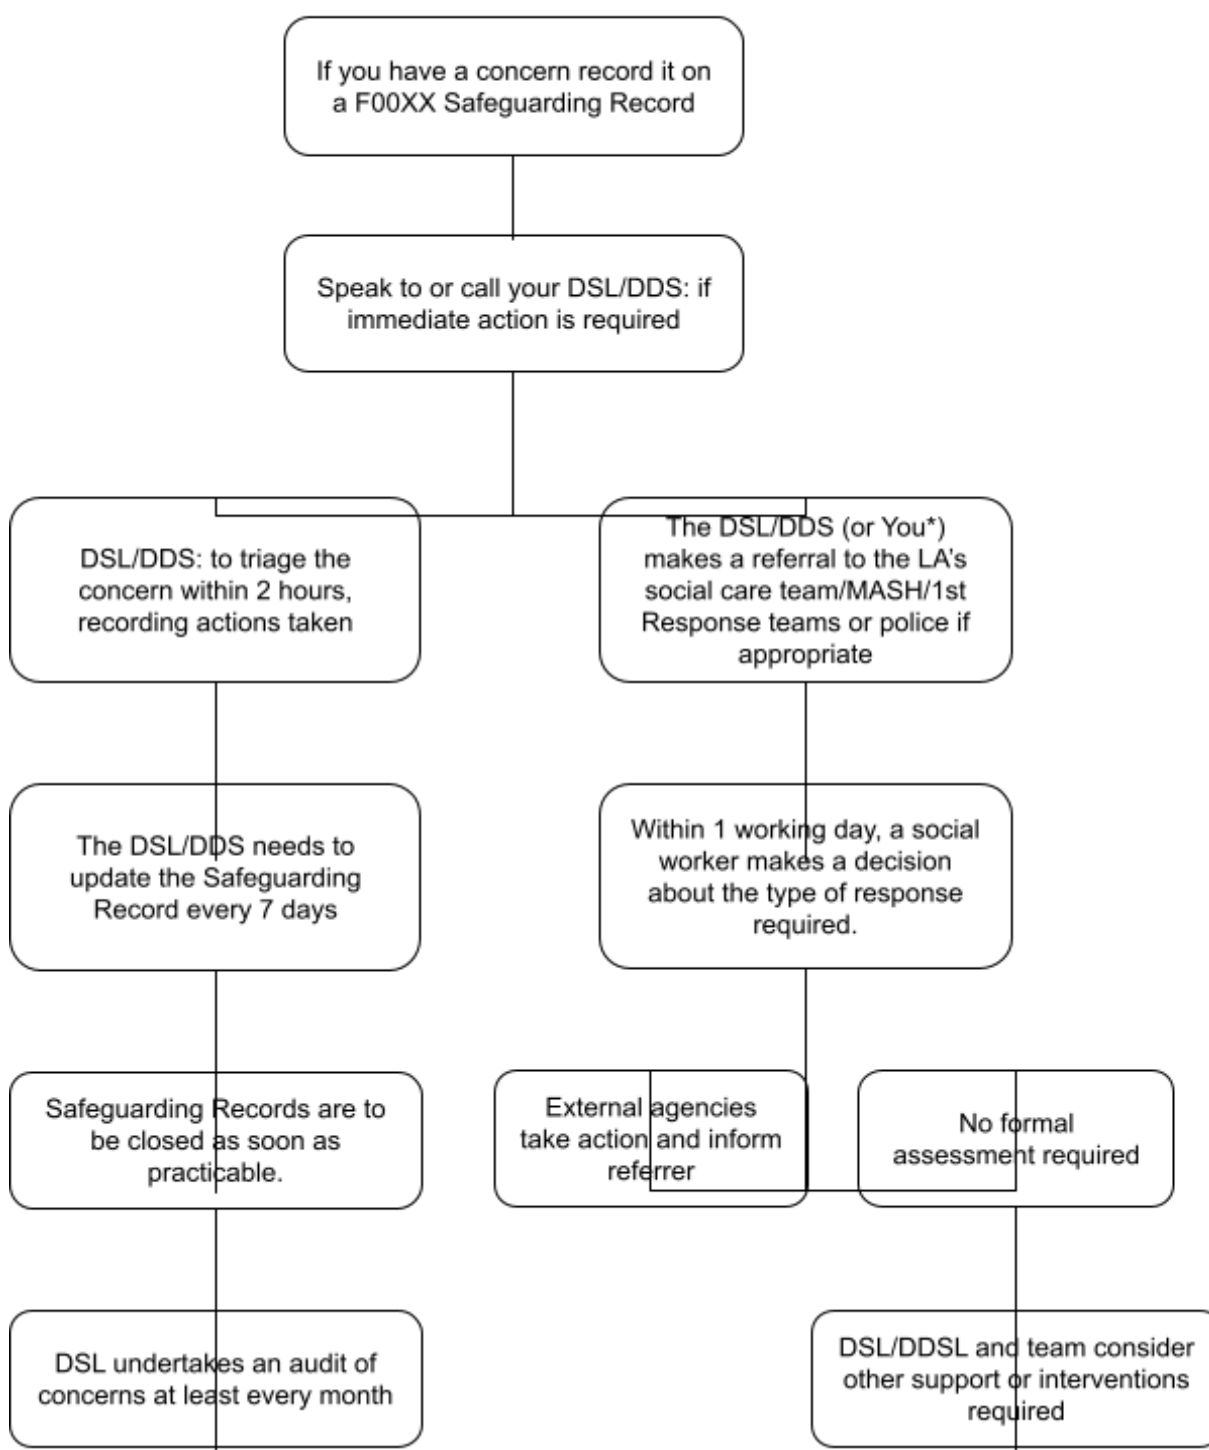 If you have a concern record it on
a F00XX Safeguarding Record
Speak to or call your DSL/DDS: if
immediate action is required
DSL/DDS: to triage the
concern within 2 hours,
recording actions taken
The DSL/DDS (or You*)
makes a referral to the LA's
social care team/MASH/1st
Response teams or police if
appropriate
The DSL/DDS needs to
update the Safeguarding
Record every 7 days
Within 1 working day, a social
worker makes a decision
about the type of response
required.
Safeguarding Records are to
be closed as soon as
practicable.
External agencies
take action and inform
referrer
No formal
assessment required
DSL undertakes an audit of
concerns at least every month
DSL/DDSL and team consider
other support or interventions
required